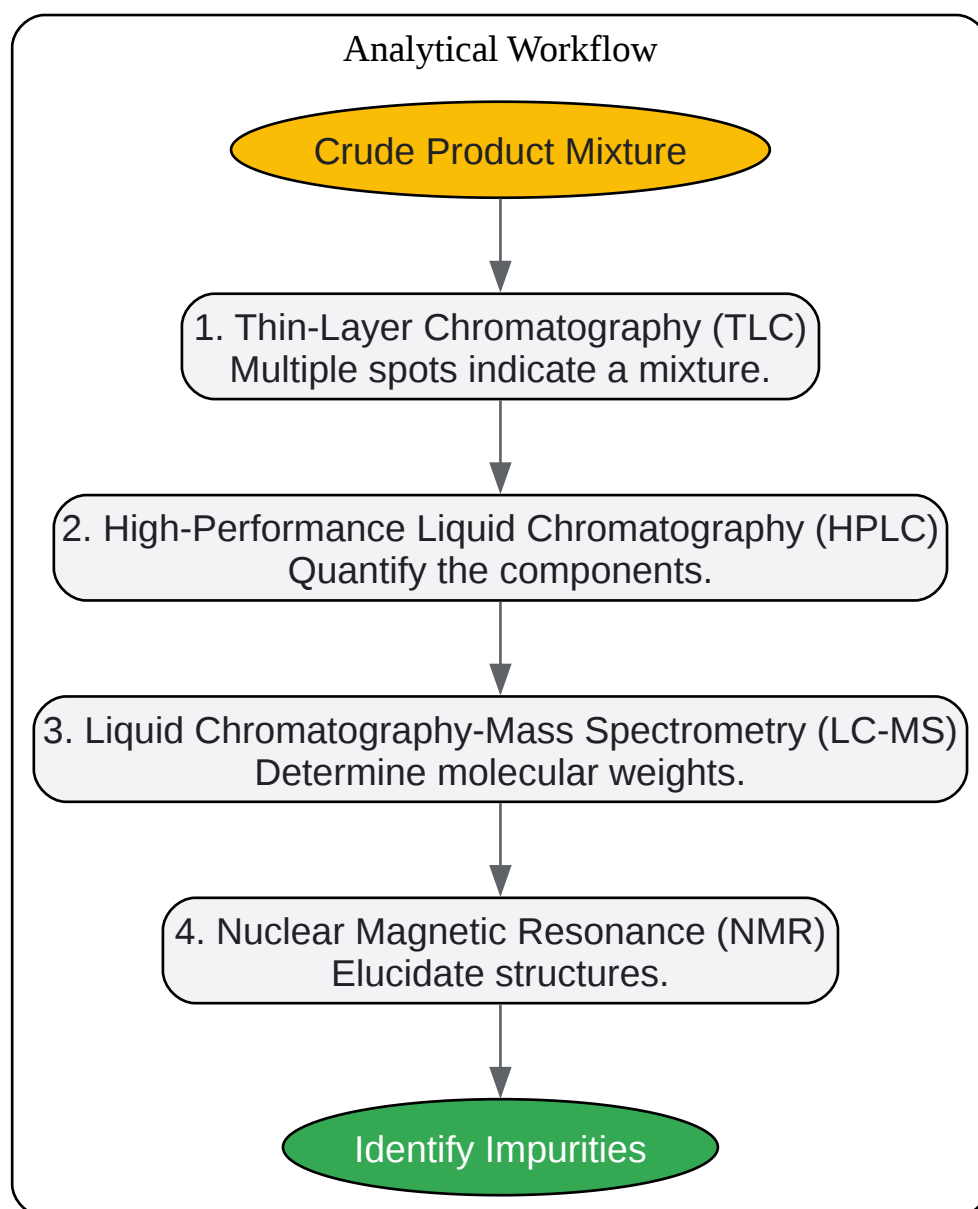 Analytical Workflow
Crude Product Mixture
1. Thin-Layer Chromatography (TLC)
Multiple spots indicate a mixture.
2. High-Performance Liquid Chromatography (HPLC)
Quantify the components.
3. Liquid Chromatography-Mass Spectrometry (LC-MS)
Determine molecular weights.
4. Nuclear Magnetic Resonance (NMR)
Elucidate structures.
Identify Impurities